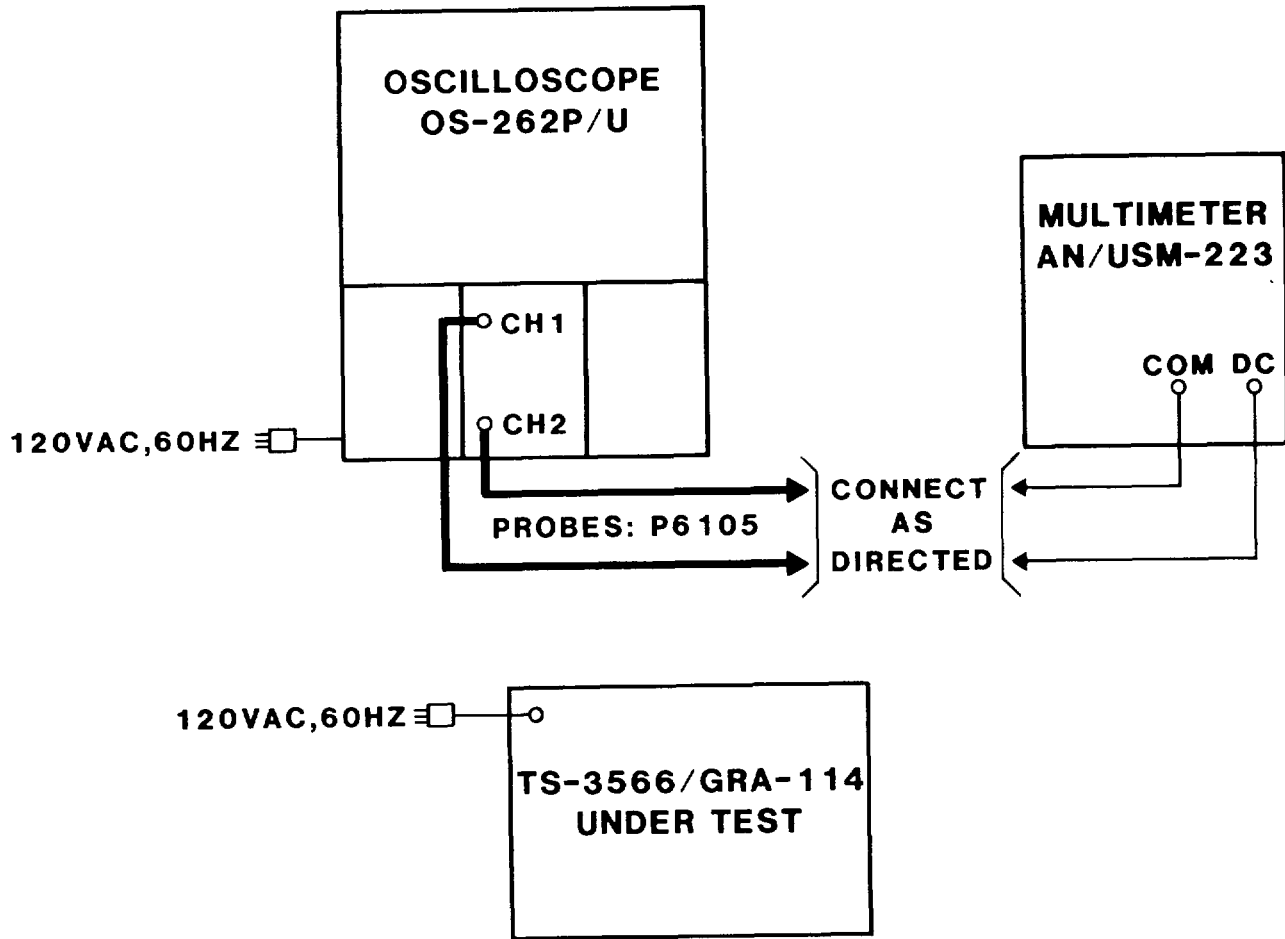 OSCILLOSCOPE
OS-262P/U
MULTIMETER
AN/USM-223
CH1
COM DC
CH2
120VAC,60HZ
CONNECT
AS
DIRECTED
PROBES: P6105
120VAC,60HZ
TS-3566/GRA-114
UNDER TEST